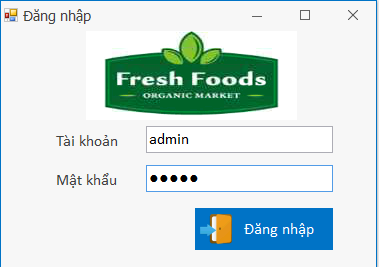 Đăng nhập
Fresh Foods
ORGANIC MARKET
Tài khoản admin
Mật khẩu ●●●●●
Đăng nhập